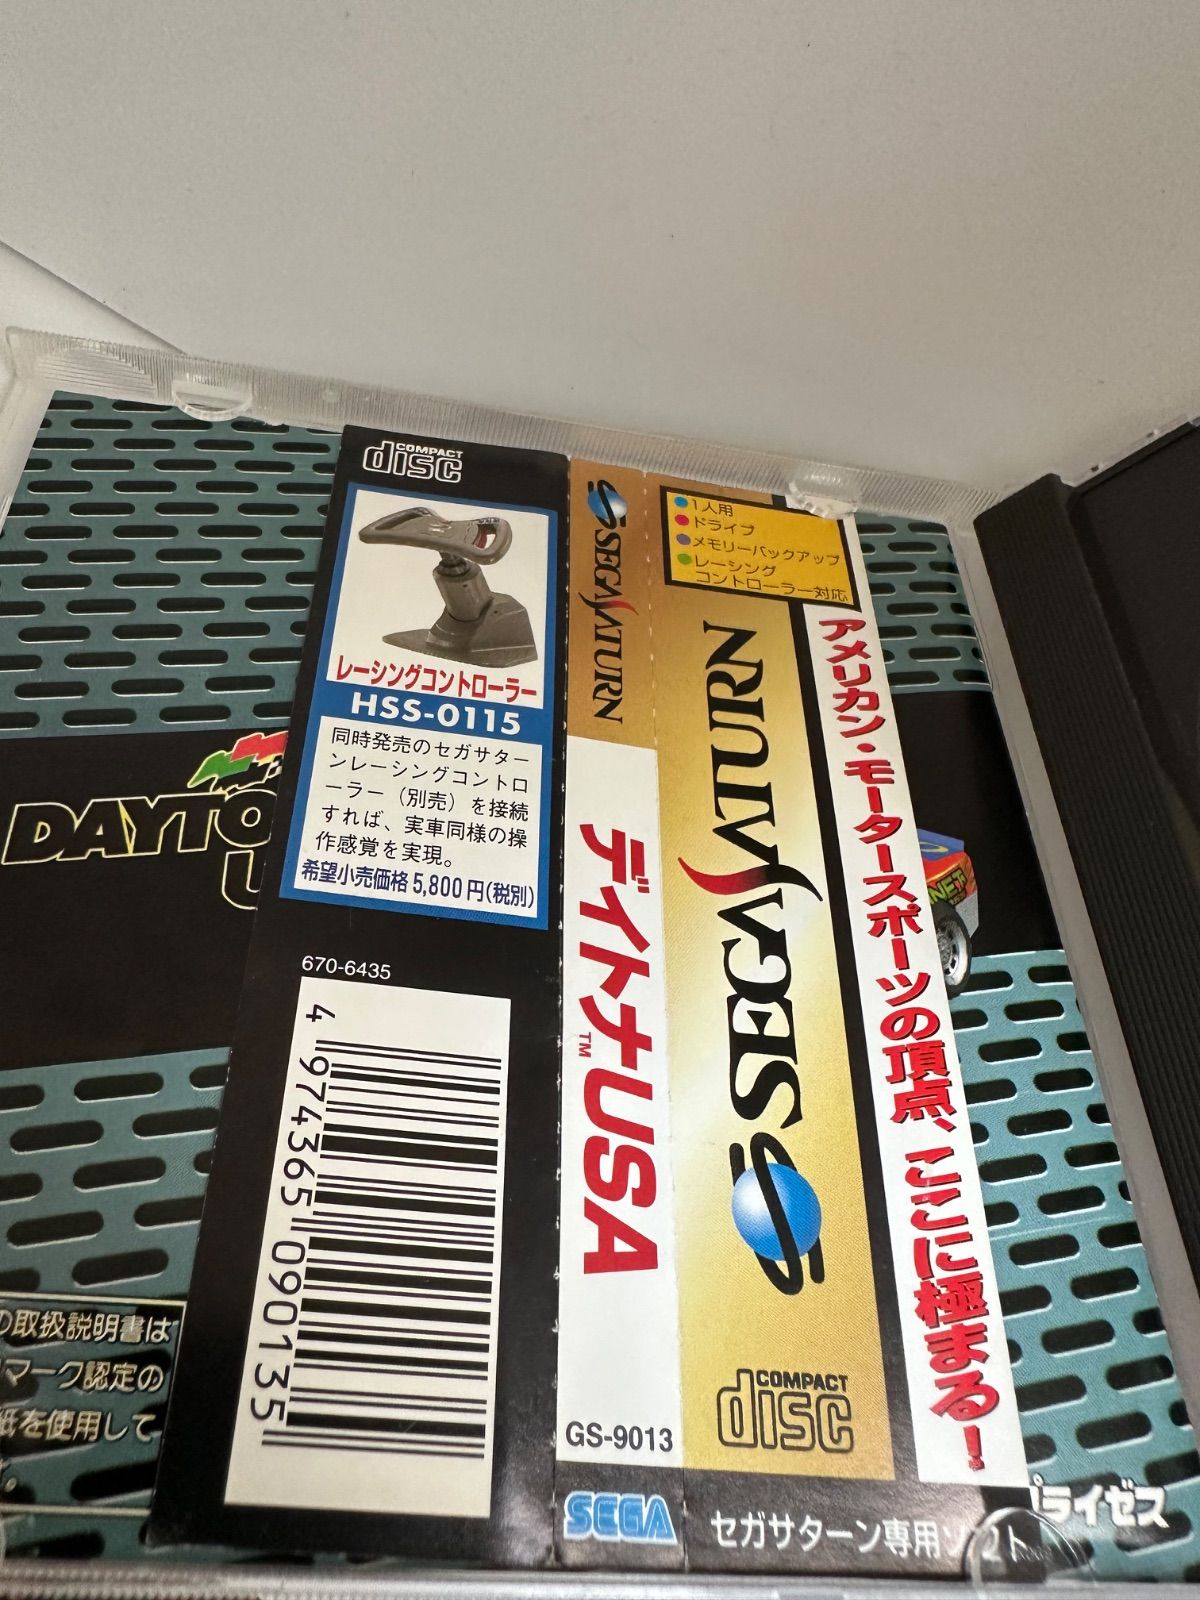 COMPACT
disc
レーシングコントローラー
HSS-0115
同時発売のセガサター
ンレーシングコントロ
ーラー（別売）を接続
すれば、実車同様の操
作感覚を実現。
希望小売価格5,800円(税別)
670-6435
4 974365 090135
SEGA SATURN
デイトナUSA
TM
GS-9013
SEGA
1人用
ドライブ
メモリーバックアップ
レーシング
コントローラー対応
SEGA SATURN
COMPACT
disc
セガサターン専用ソフト
アメリカン・モータースポーツの頂点、ここに極まる！
DAYTO
U
の取扱説明書は
マーク認定の
紙を使用して
プライゼス